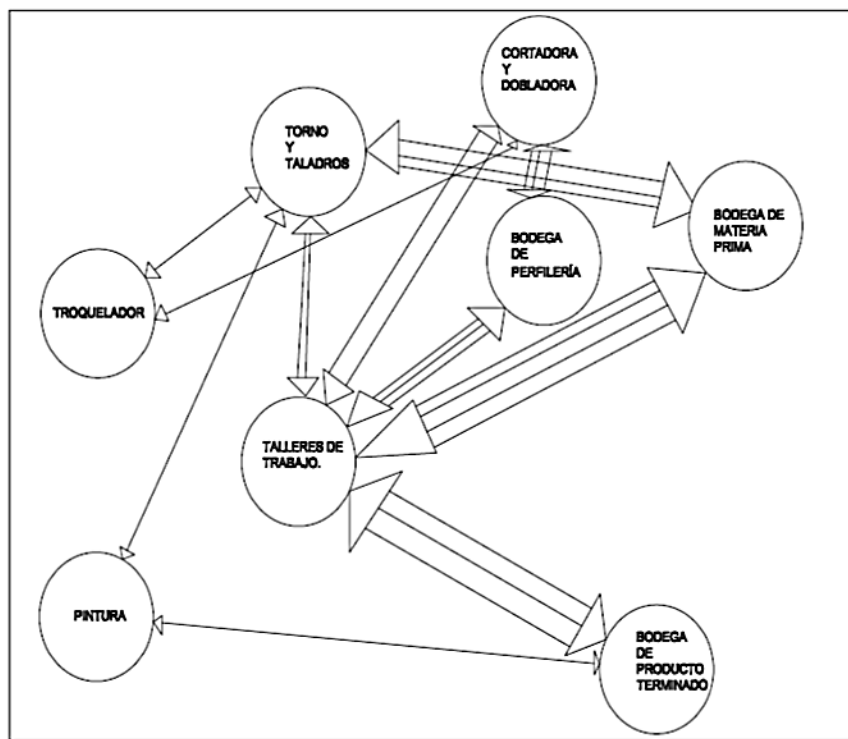 CORTADORA
Y
DOBLADORA
TORNO
Y
TALADROS
BODEGA DE
MATERIA
PRIMA
BODEGA
DE
PERFILERÍA
TROQUELADOR
TALLERES DE
TRABAJO.
PINTURA
BODEGA
DE
PRODUCTO
TERMINADO